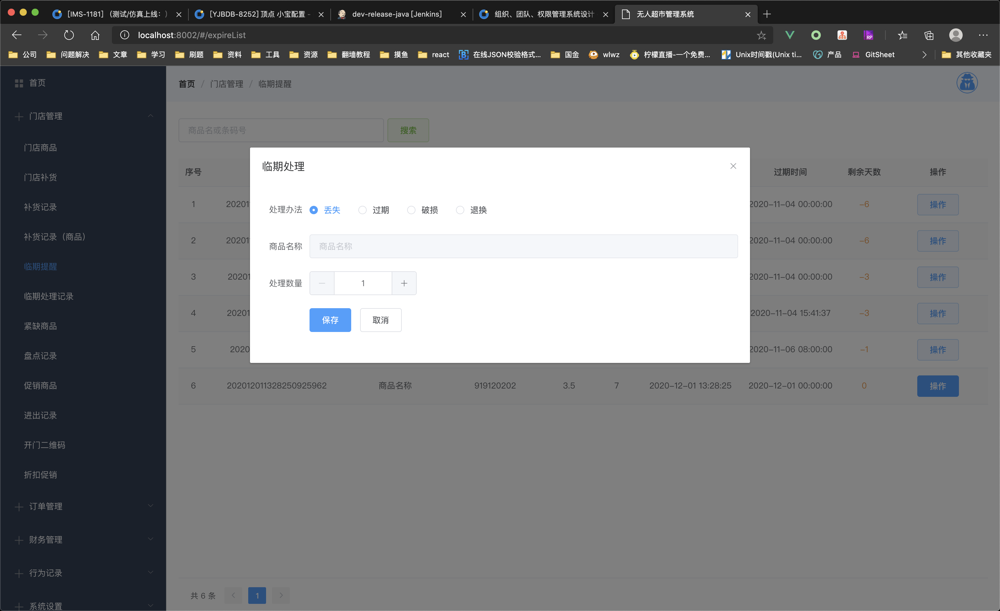 [IMS-1181] （测试/仿真上线：）
[YJBDB-8252] 顶点 小宝配置 -
dev-release-java [Jenkins]
组织、团队、权限管理系统设计
无人超市管理系统
localhost:8002/#/expireList
公司 问题解决 文章 学习 刷题 资料 工具 资源 翻墙教程 摸鱼 react 在线JSON校验格式... 国金 wlwz 柠檬直播-一个免费... Unix时间戳(Unix ti... 产品 GitSheet 其他收藏夹
首页
门店管理
门店商品
门店补货
补货记录
补货记录（商品）
临期提醒
临期处理记录
紧缺商品
盘点记录
促销商品
进出记录
开门二维码
折扣促销
订单管理
财务管理
行为记录
系统设置
首页 / 门店管理 / 临期提醒
商品名或条码号 搜索
序号 过期时间 剩余天数 操作
1 20201 2020-11-04 00:00:00 -6 操作
2 20201 2020-11-04 00:00:00 -6 操作
3 20201 2020-11-04 00:00:00 -3 操作
4 20201 2020-11-04 15:41:37 -3 操作
5 2020 2020-11-06 08:00:00 -1 操作
6 202012011328250925962 商品名称 919120202 3.5 7 2020-12-01 13:28:25 2020-12-01 00:00:00 0 操作
共 6 条 1
临期处理
处理办法 丢失 过期 破损 退换
商品名称 商品名称
处理数量 1
保存 取消